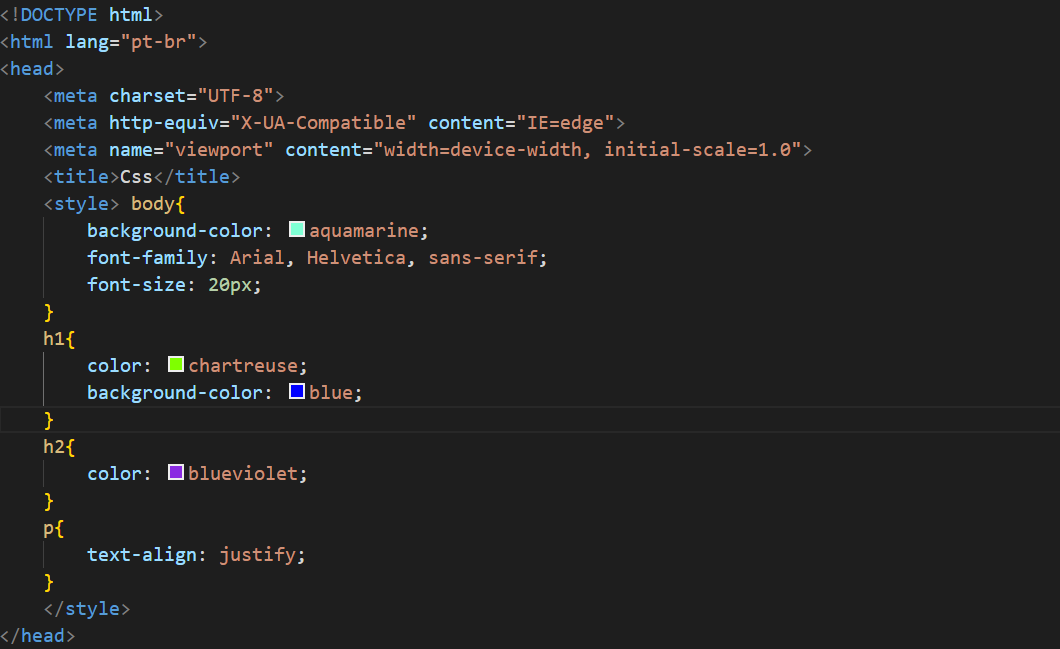 <!DOCTYPE html>
<html lang="pt-br">
<head>
    <meta charset="UTF-8">
    <meta http-equiv="X-UA-Compatible" content="IE=edge">
    <meta name="viewport" content="width=device-width, initial-scale=1.0">
    <title>Css</title>
    <style> body{
        background-color: aquamarine;
        font-family: Arial, Helvetica, sans-serif;
        font-size: 20px;
    }
    h1{
        color: chartreuse;
        background-color: blue;
    }
    h2{
        color: blueviolet;
    }
    p{
        text-align: justify;
    }
    </style>
</head>